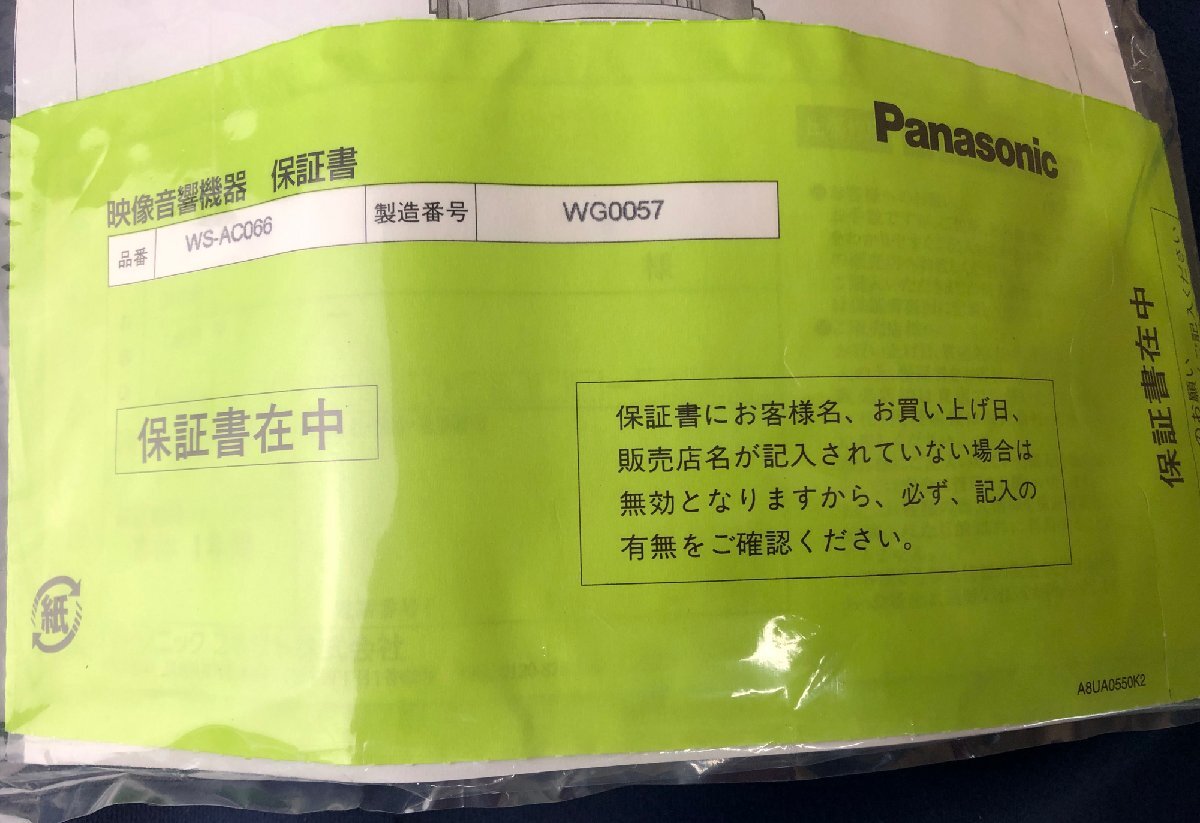 Panasonic
映像音響機器 保証書
品番 WS-AC066 製造番号 WG0057
保証書在中
保証書にお客様名、お買い上げ日、
販売店名が記入されていない場合は
無効となりますから、必ず、記入の
有無をご確認ください。
紙
A8UA0550K2
保証書在中